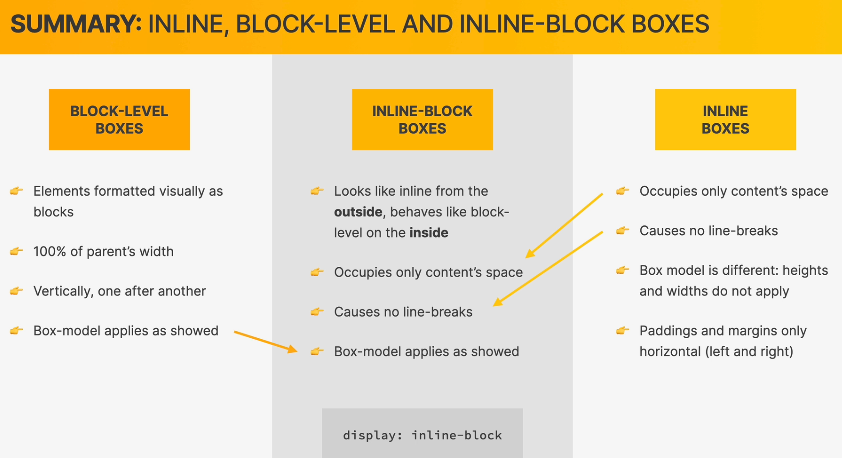 SUMMARY: INLINE, BLOCK-LEVEL AND INLINE-BLOCK BOXES
BLOCK-LEVEL
BOXES
Elements formatted visually as
blocks
100% of parent’s width
Vertically, one after another
Box-model applies as showed
INLINE-BLOCK
BOXES
Looks like inline from the
outside, behaves like block-
level on the inside
Occupies only content’s space
Causes no line-breaks
Box-model applies as showed
display: inline-block
INLINE
BOXES
Occupies only content’s space
Causes no line-breaks
Box model is different: heights
and widths do not apply
Paddings and margins only
horizontal (left and right)